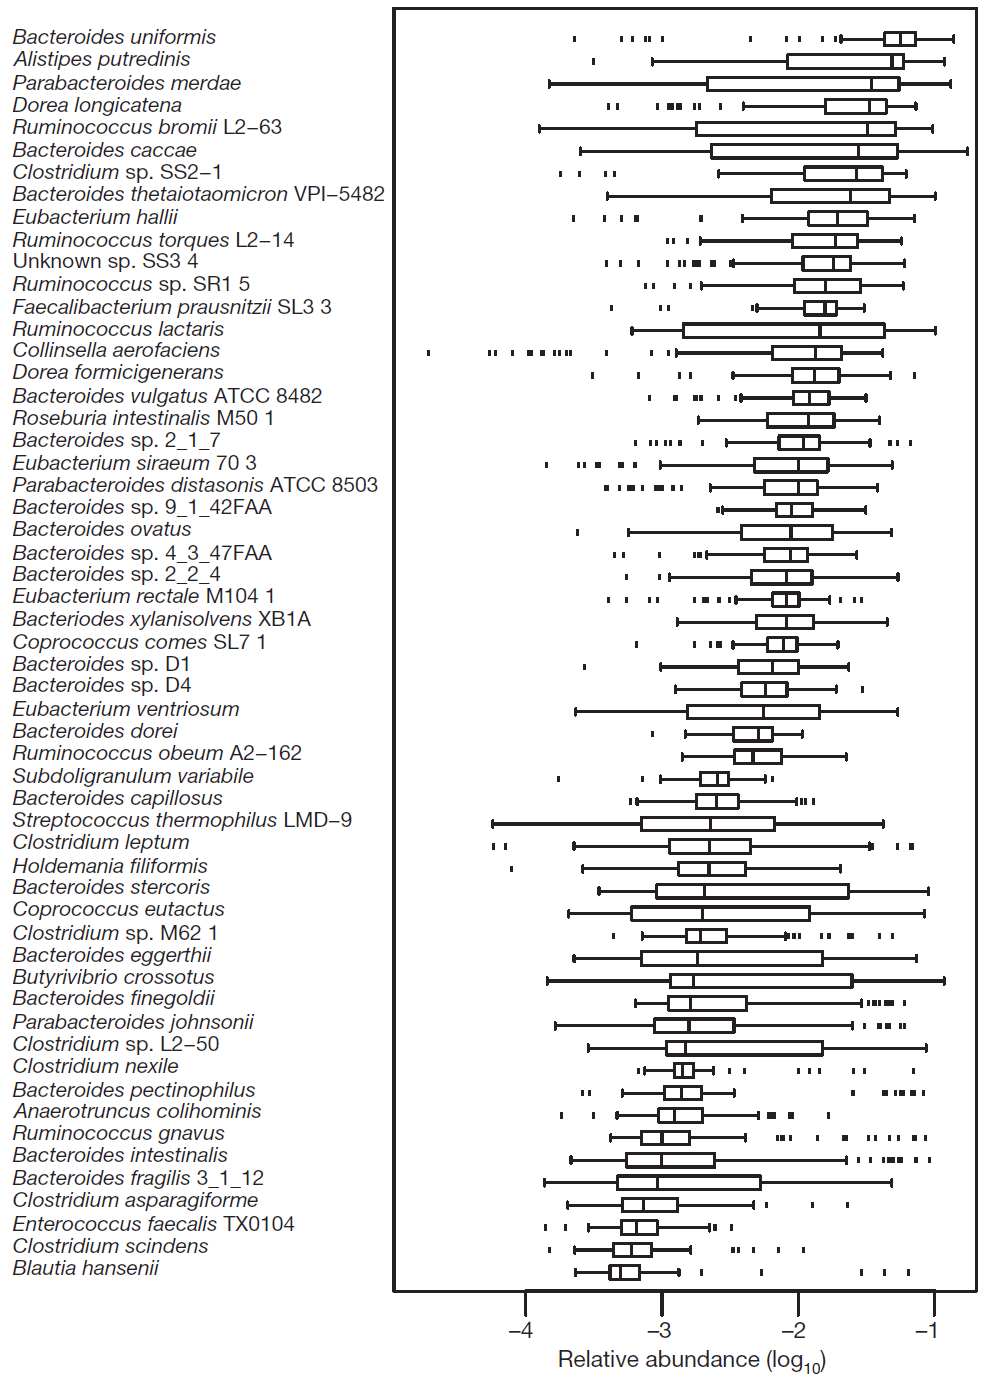 Bacteroides uniformis
Alistipes putredinis
Parabacteroides merdae
Dorea longicatena
Ruminococcus bromii L2–63
Bacteroides caccae
Clostridium sp. SS2–1
Bacteroides thetaiotaomicron VPI–5482
Eubacterium hallii
Ruminococcus torques L2–14
Unknown sp. SS3 4
Ruminococcus sp. SR1 5
Faecalibacterium prausnitzii SL3 3
Ruminococcus lactaris
Collinsella aerofaciens
Dorea formicigenerans
Bacteroides vulgatus ATCC 8482
Roseburia intestinalis M50 1
Bacteroides sp. 2_1_7
Eubacterium siraeum 70 3
Parabacteroides distasonis ATCC 8503
Bacteroides sp. 9_1_42FAA
Bacteroides ovatus
Bacteroides sp. 4_3_47FAA
Bacteroides sp. 2_2_4
Eubacterium rectale M104 1
Bacteriodes xylanisolvens XB1A
Coprococcus comes SL7 1
Bacteroides sp. D1
Bacteroides sp. D4
Eubacterium ventriosum
Bacteroides dorei
Ruminococcus obeum A2–162
Subdoligranulum variabile
Bacteroides capillosus
Streptococcus thermophilus LMD–9
Clostridium leptum
Holdemania filiformis
Bacteroides stercoris
Coprococcus eutactus
Clostridium sp. M62 1
Bacteroides eggerthii
Butyrivibrio crossotus
Bacteroides finegoldii
Parabacteroides johnsonii
Clostridium sp. L2–50
Clostridium nexile
Bacteroides pectinophilus
Anaerotruncus colihominis
Ruminococcus gnavus
Bacteroides intestinalis
Bacteroides fragilis 3_1_12
Clostridium asparagiforme
Enterococcus faecalis TX0104
Clostridium scindens
Blautia hansenii
–4 –3 –2 –1
Relative abundance (log10)